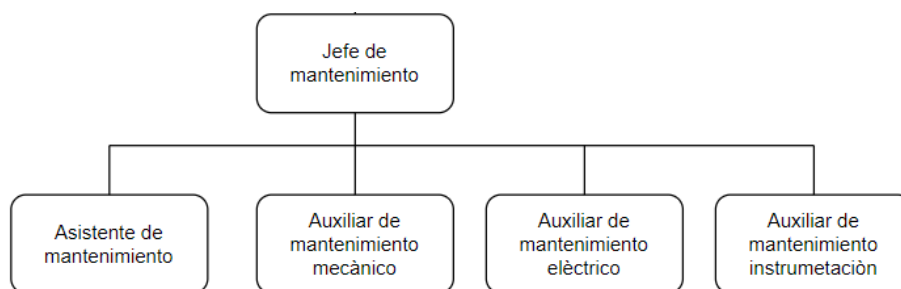 Jefe de
mantenimiento
Asistente de
mantenimiento
Auxiliar de
mantenimiento
mecànico
Auxiliar de
mantenimiento
elèctrico
Auxiliar de
mantenimiento
instrumetaciòn